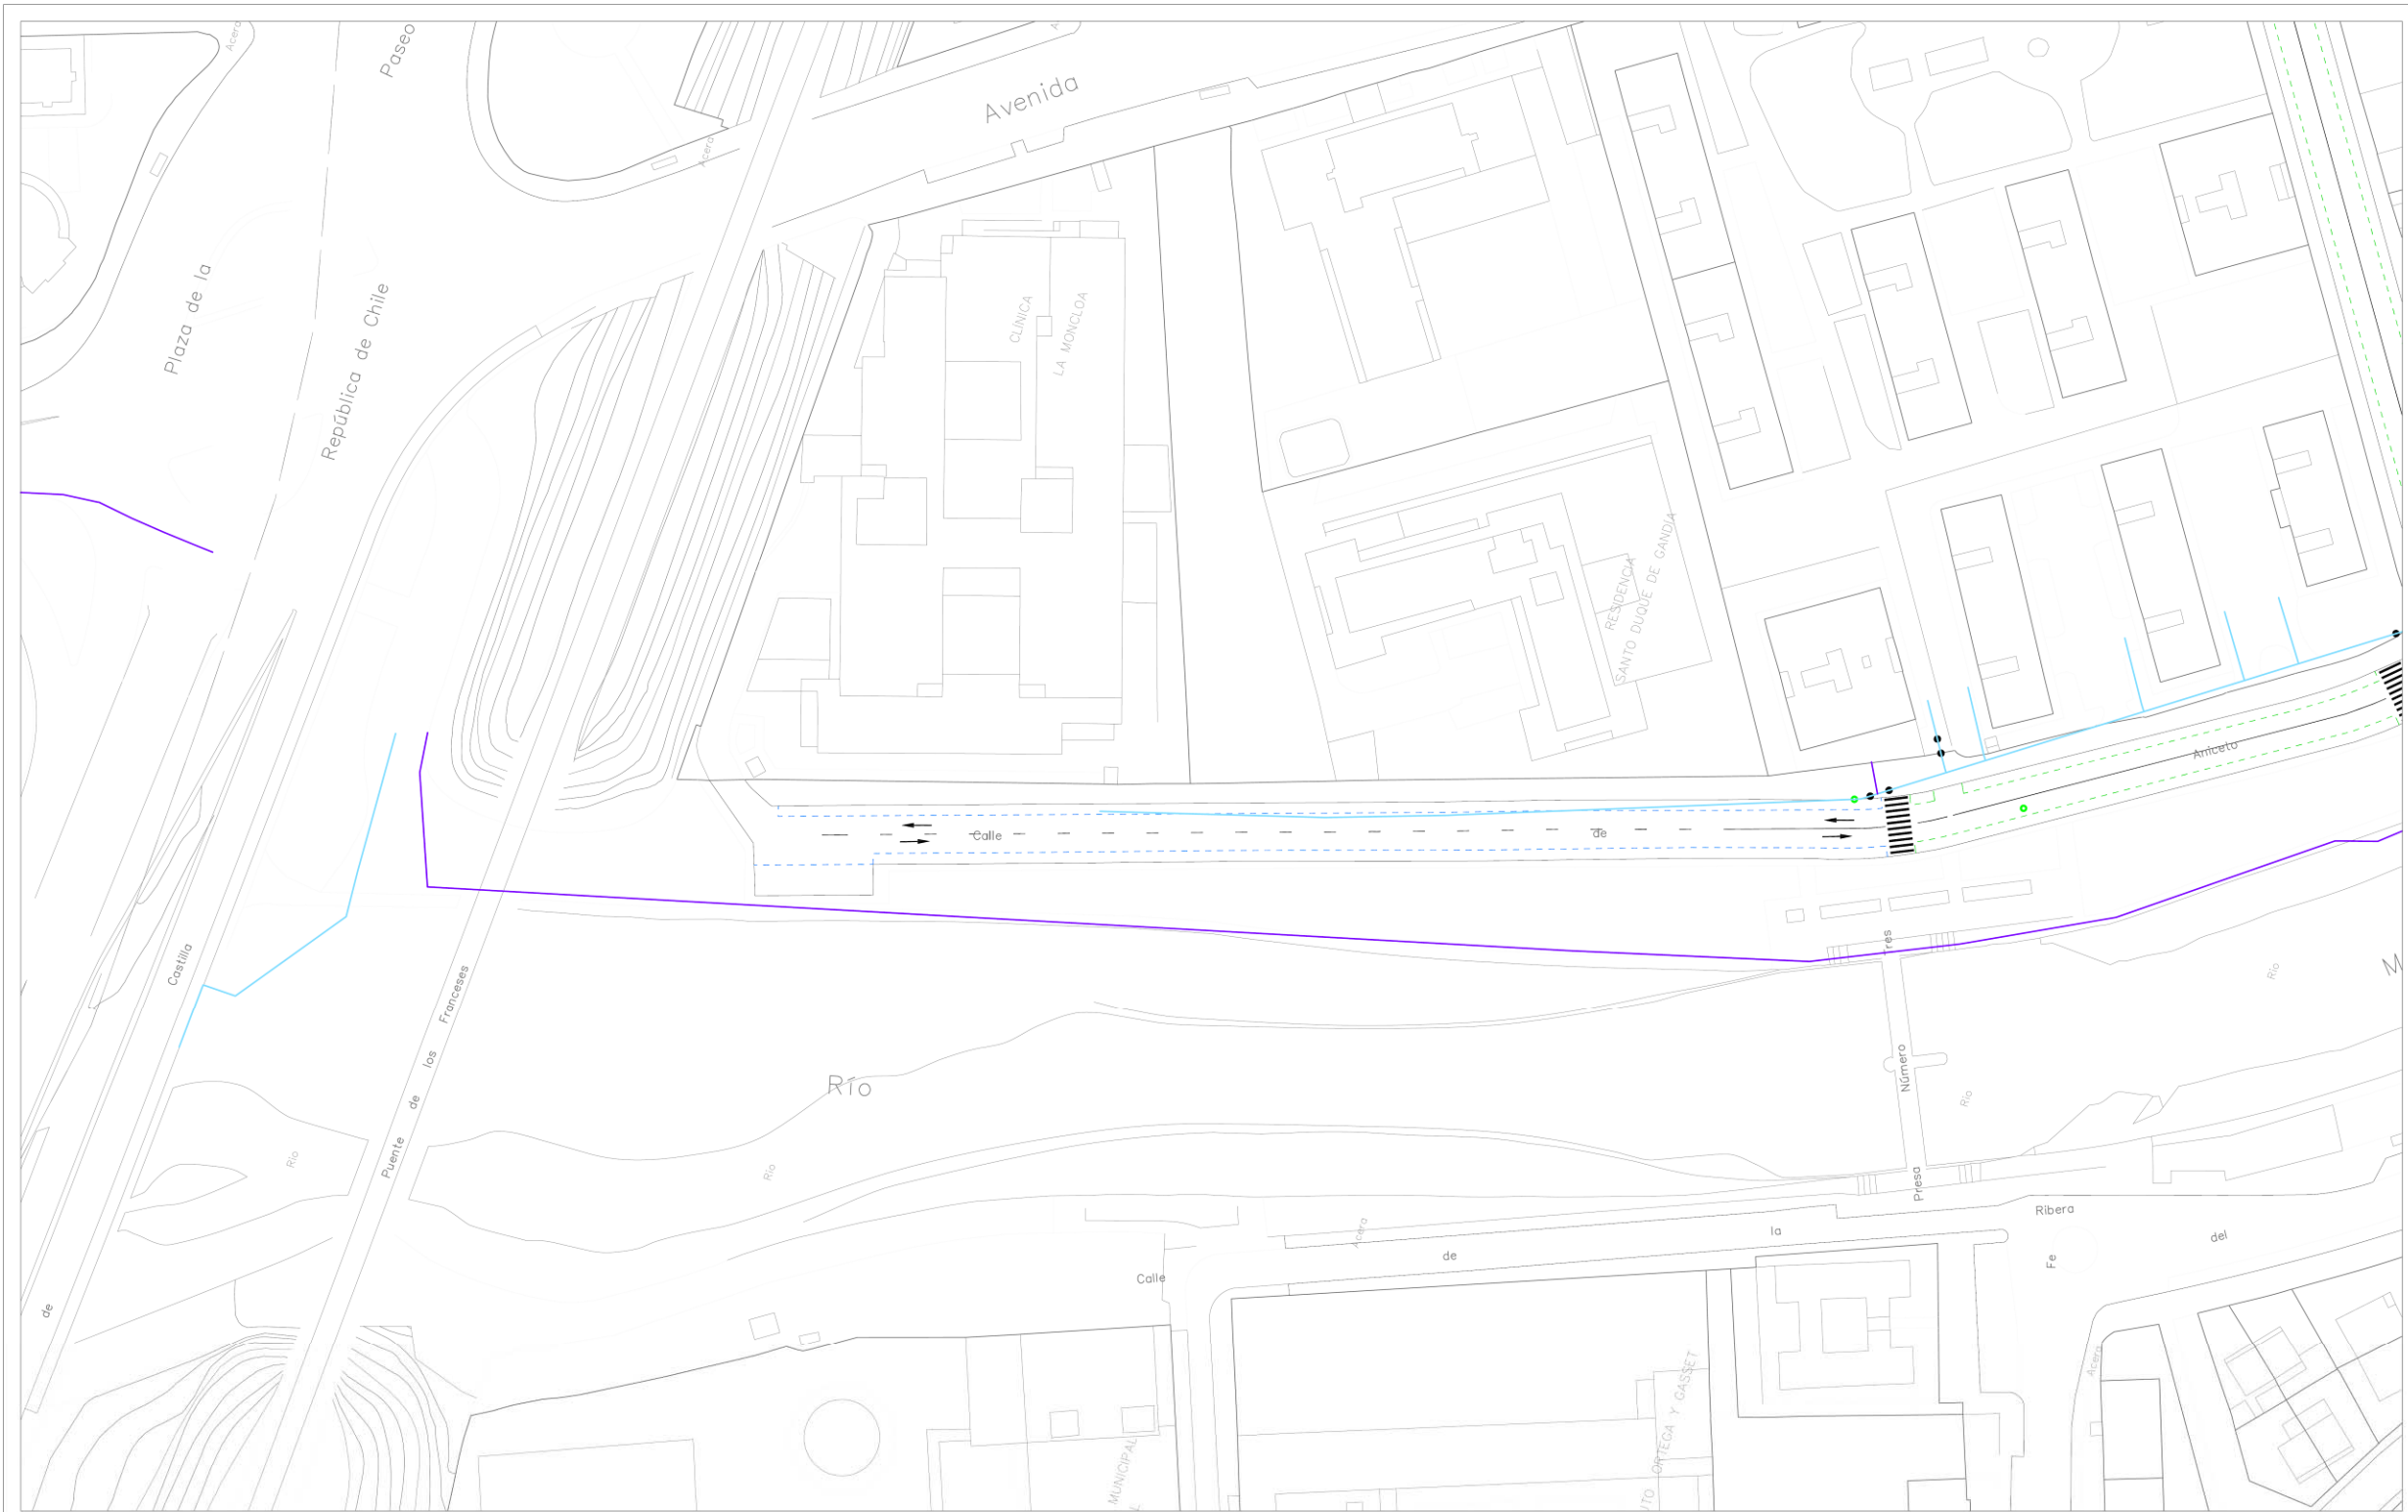 Acera
Paseo
Avenida
Acera
Plaza de la
República de Chile
CLÍNICA
LA MONCLOA
RESIDENCIA
SANTO DUQUE DE GANDIA
Aniceto
Calle
de
Castilla
Franceses
los
de
Puente
Río
Río
Río
Río
Río
Número
Presa
Ribera
del
la
de
Calle
Acera
Fe
Acera
de
MUNICIPAL
ORTEGA Y GASSET